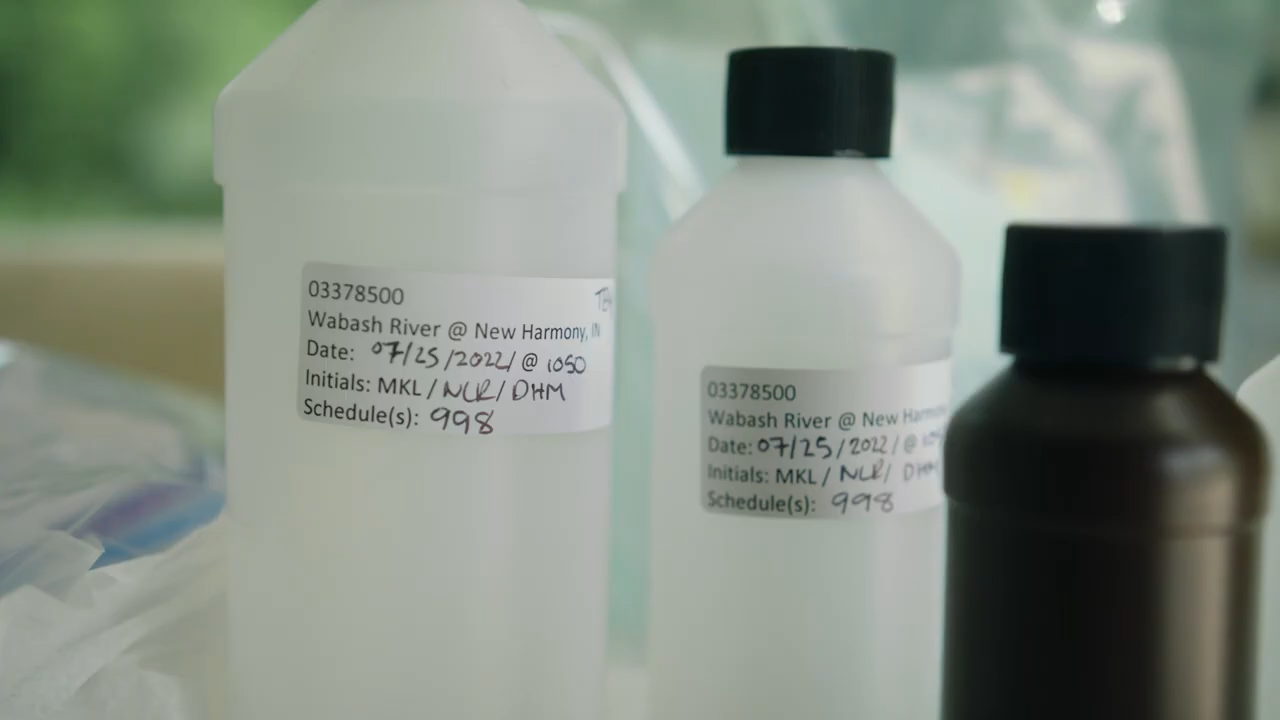 03378500
Wabash River @ New Harmony, IN
Date: 07/25/2022/ @ 1050
Initials: MKL / NLR / DHM
Schedule(s): 998
03378500
Wabash River @ New
Date: 07/25/2022/ @
Initials: MKL / NLR / DHM
Schedule(s): 998